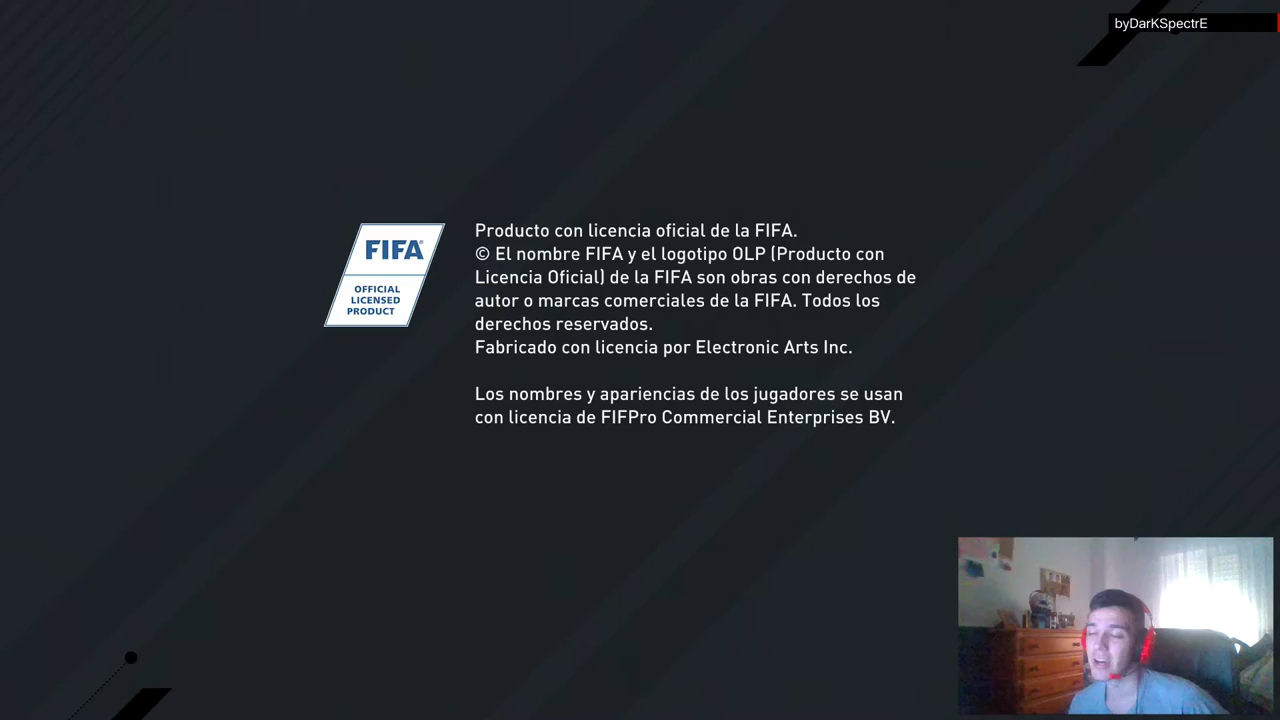 byDarKSpectrE
FIFA®
OFFICIAL
LICENSED
PRODUCT
Producto con licencia oficial de la FIFA.
© El nombre FIFA y el logotipo OLP (Producto con
Licencia Oficial) de la FIFA son obras con derechos de
autor o marcas comerciales de la FIFA. Todos los
derechos reservados.
Fabricado con licencia por Electronic Arts Inc.
Los nombres y apariencias de los jugadores se usan
con licencia de FIFPro Commercial Enterprises BV.